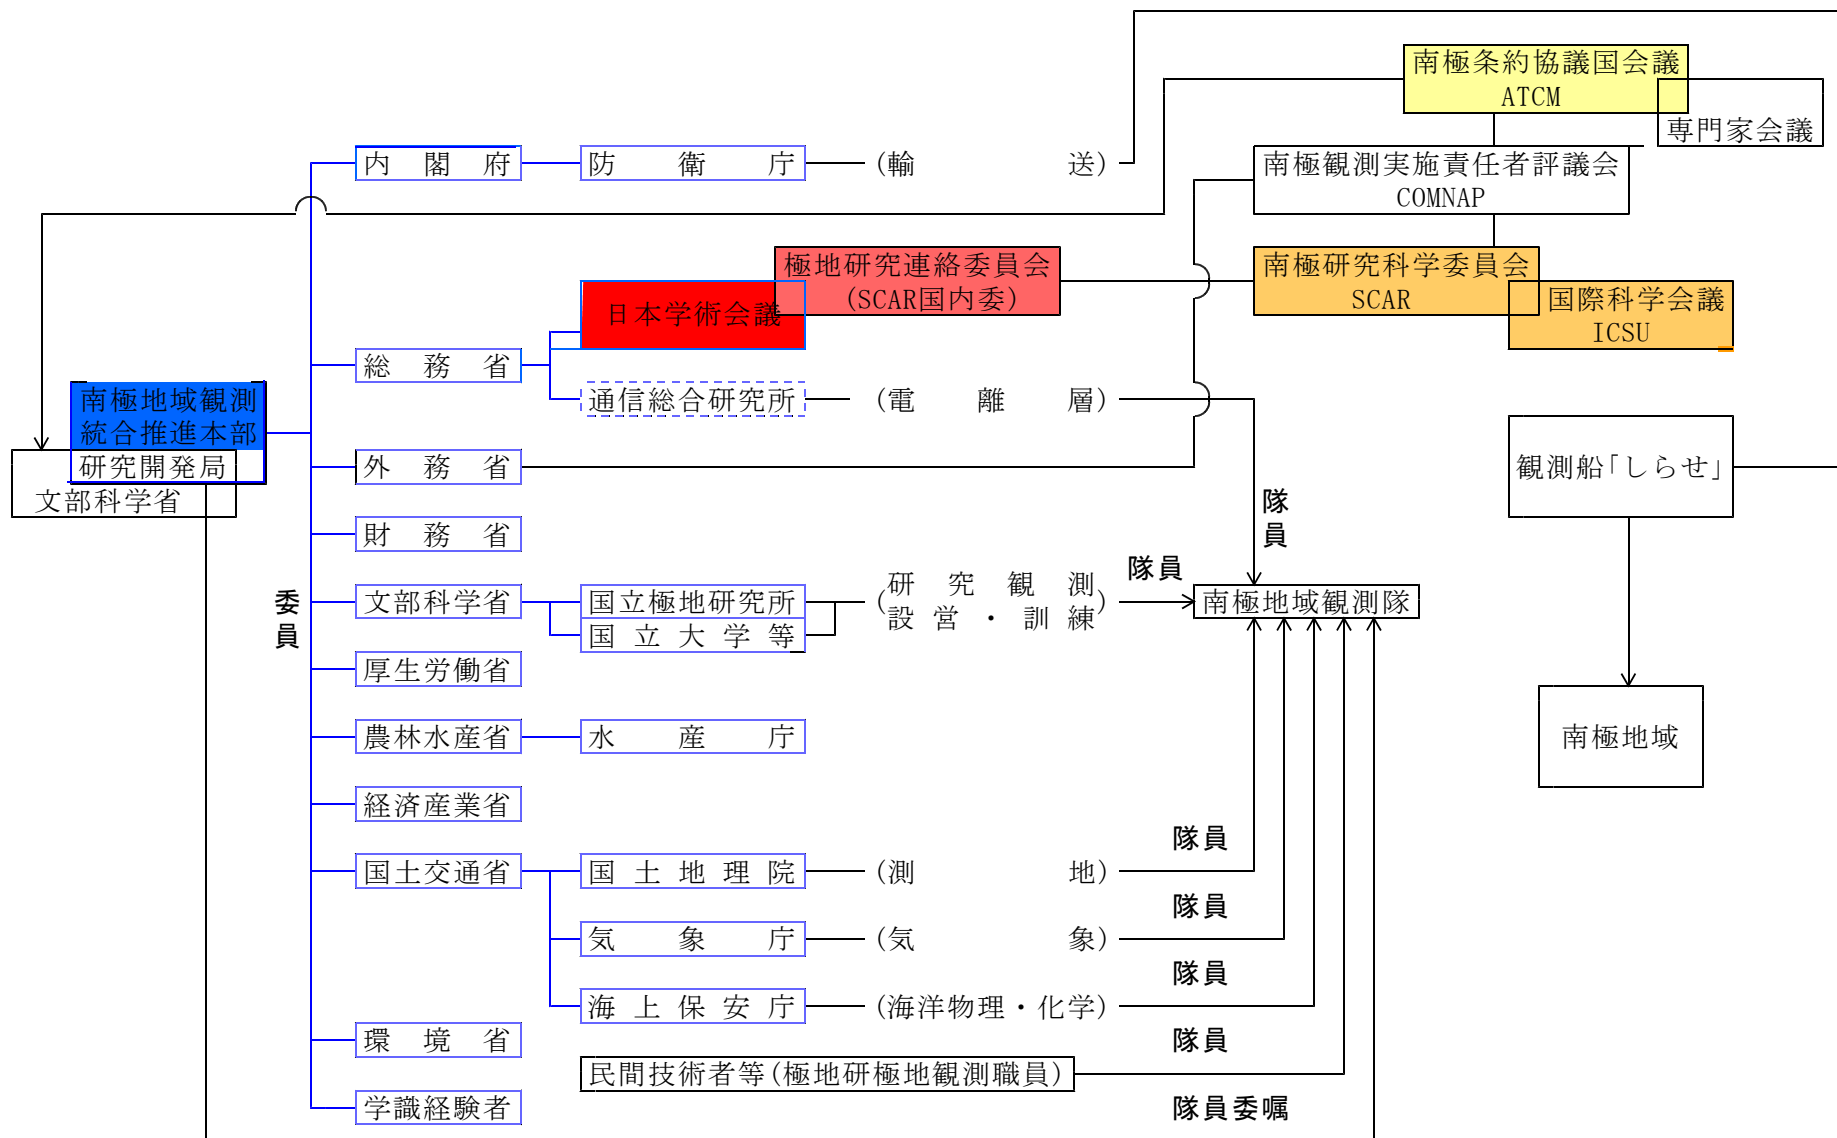 南極条約協議国会議
ATCM
専門家会議
内閣府
防衛庁
(輸送)
南極観測実施責任者評議会
COMNAP
極地研究連絡委員会
(SCAR国内委)
南極研究科学委員会
SCAR
国際科学会議
ICSU
日本学術会議
総務省
通信総合研究所
(電離層)
南極地域観測
統合推進本部
研究開発局
文部科学省
外務省
観測船「しらせ」
隊員
財務省
委員
文部科学省
国立極地研究所
国立大学等
(研究観測
設営・訓練)
隊員
南極地域観測隊
厚生労働省
農林水産省
水産庁
南極地域
経済産業省
隊員
国土交通省
国土地理院
(測地)
隊員
気象庁
(気象)
隊員
海上保安庁
(海洋物理・化学)
隊員
環境省
民間技術者等(極地研極地観測職員)
学識経験者
隊員委嘱